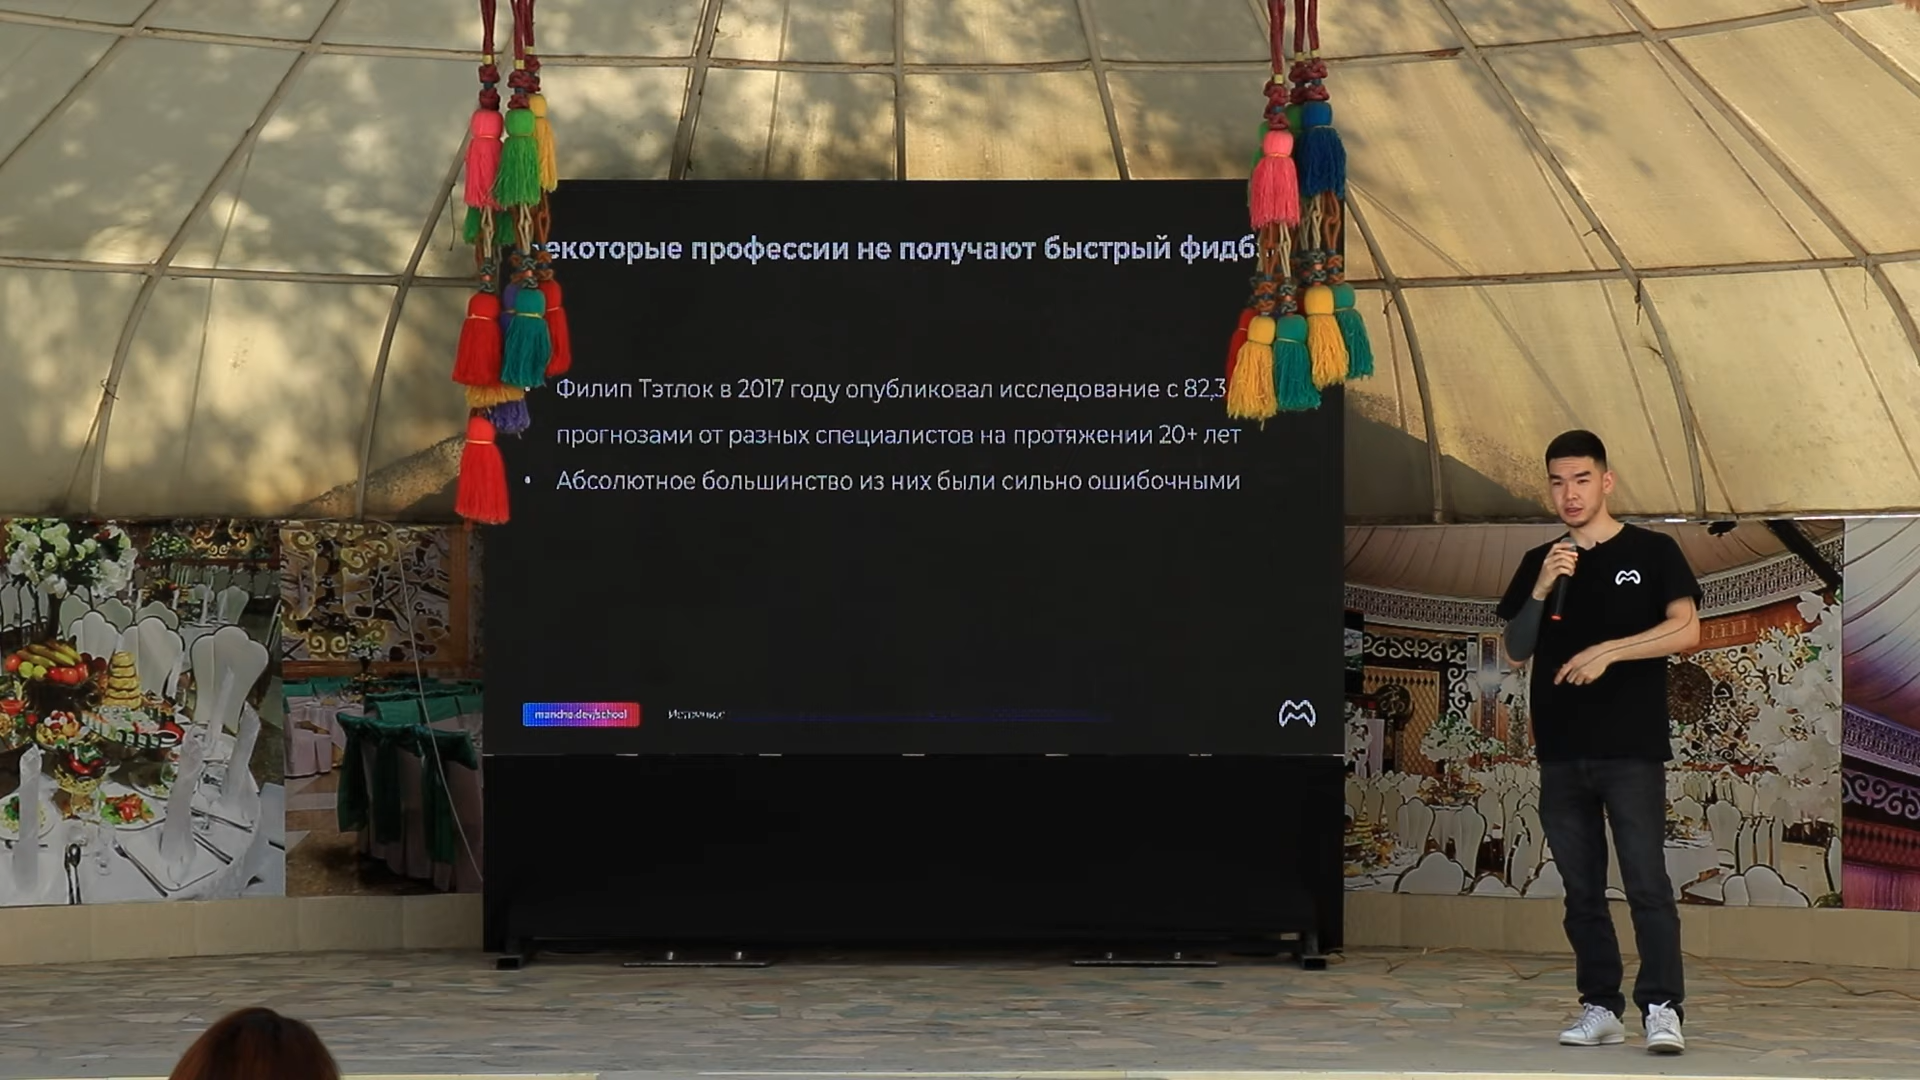 екоторые профессии не получают быстрый фидб
Филип Тэтлок в 2017 году опубликовал исследование с 82,3
прогнозами от разных специалистов на протяжении 20+ лет
• Абсолютное большинство из них были сильно ошибочными
mancho.dev/school
Источник: